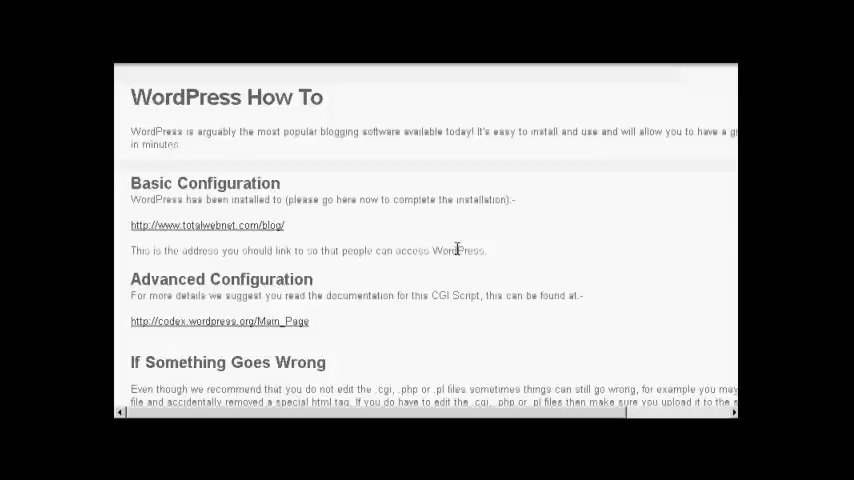 WordPress How To
WordPress is arguably the most popular blogging software available today! It's easy to install and use and will allow you to have a
in minutes.
Basic Configuration
WordPress has been installed to (please go here now to complete the installation):-
http://www.totalwebnet.com/blog/
This is the address you should link to so that people can access WordPress.
Advanced Configuration
For more details we suggest you read the documentation for this CGI Script, this can be found at:-
http://codex.wordpress.org/Main_Page
If Something Goes Wrong
Even though we recommend that you do not edit the .cgi, .php or .pl files sometimes things can still go wrong, for example you may
file and accidentally removed a special html tag. If you do have to edit the .cgi, .php or .pl files then make sure you upload it to the